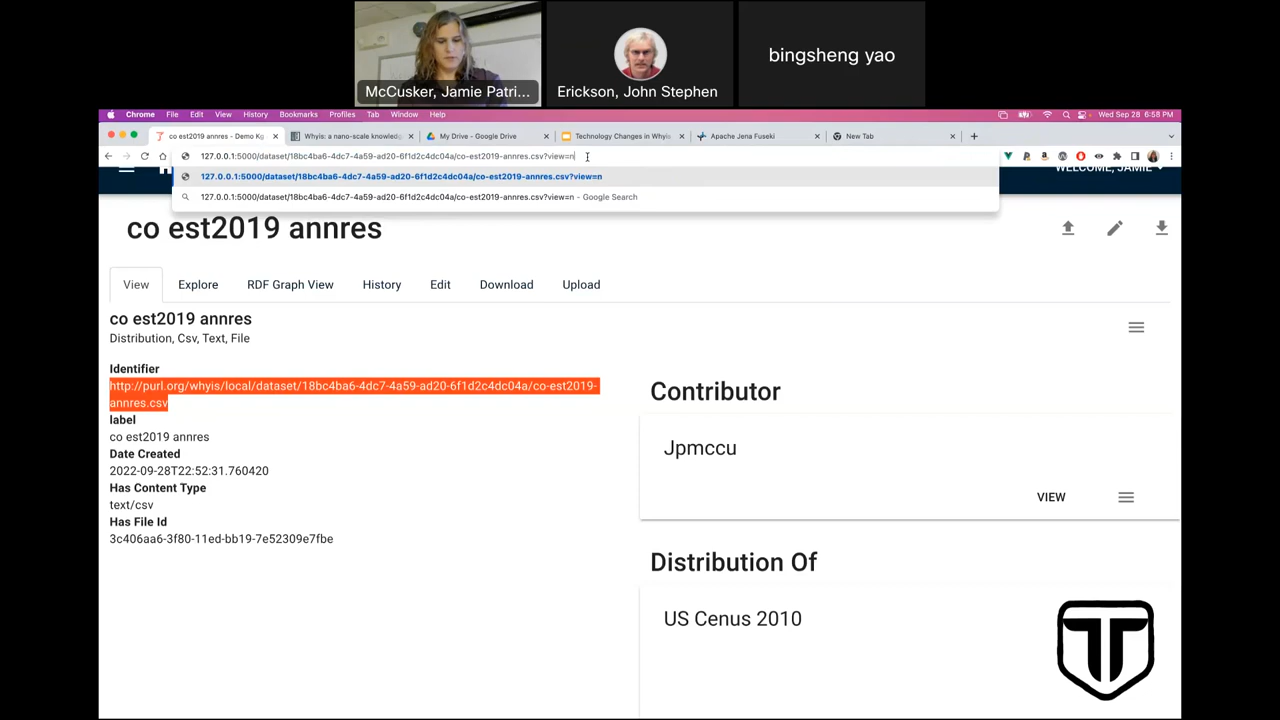 McCusker, Jamie Patri...
Erickson, John Stephen
bingsheng yao
Chrome File Edit View History Bookmarks Profiles Tab Window Help
Wed Sep 28 6:58 PM
co est2019 annres - Demo Kg
Whyis: a nano-scale knowledg
My Drive - Google Drive
Technology Changes in Whyis
Apache Jena Fuseki
New Tab
127.0.0.1:5000/dataset/18bc4ba6-4dc7-4a59-ad20-6f1d2c4dc04a/co-est2019-annres.csv?view=n
WELCOME, JAMIE
127.0.0.1:5000/dataset/18bc4ba6-4dc7-4a59-ad20-6f1d2c4dc04a/co-est2019-annres.csv?view=n
127.0.0.1:5000/dataset/18bc4ba6-4dc7-4a59-ad20-6f1d2c4dc04a/co-est2019-annres.csv?view=n - Google Search
co est2019 annres
View Explore RDF Graph View History Edit Download Upload
co est2019 annres
Distribution, Csv, Text, File
Identifier
http://purl.org/whyis/local/dataset/18bc4ba6-4dc7-4a59-ad20-6f1d2c4dc04a/co-est2019-
annres.csv
label
co est2019 annres
Date Created
2022-09-28T22:52:31.760420
Has Content Type
text/csv
Has File Id
3c406aa6-3f80-11ed-bb19-7e52309e7fbe
Contributor
Jpmccu
VIEW
Distribution Of
US Cenus 2010